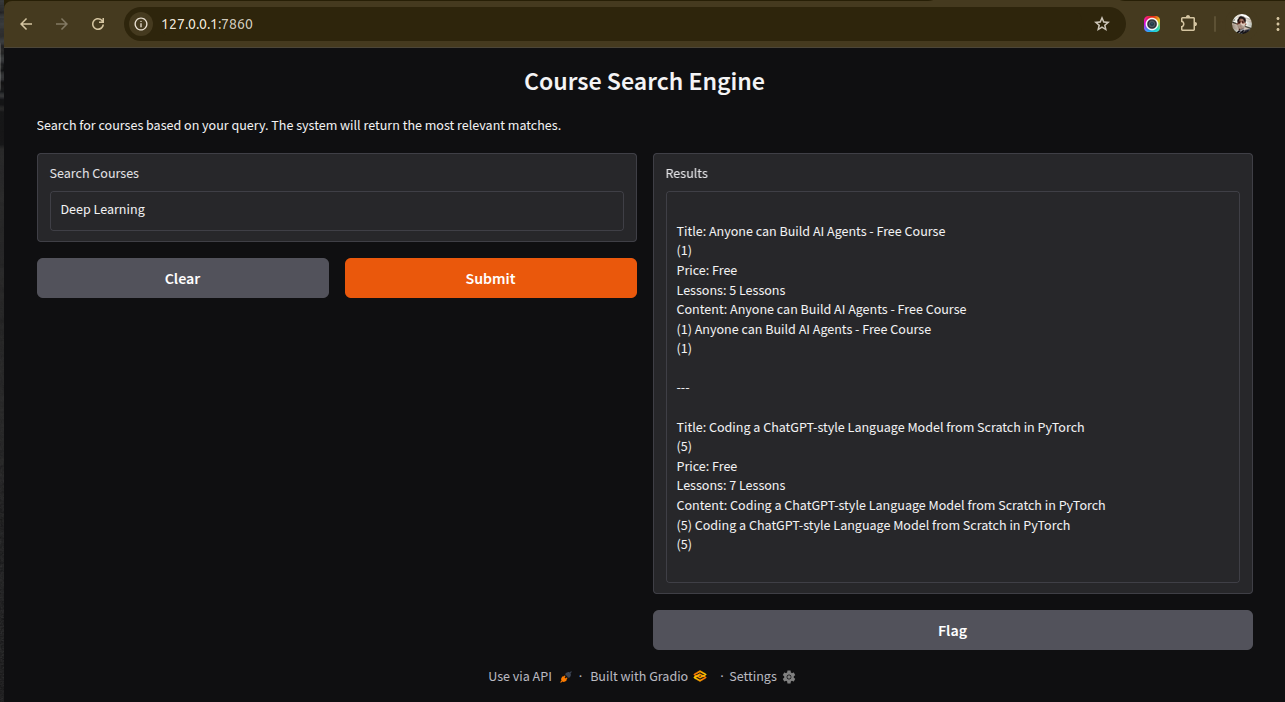 127.0.0.1:7860
Course Search Engine
Search for courses based on your query. The system will return the most relevant matches.
Search Courses
Deep Learning
Clear
Submit
Results
Title: Anyone can Build AI Agents - Free Course
(1)
Price: Free
Lessons: 5 Lessons
Content: Anyone can Build AI Agents - Free Course
(1) Anyone can Build AI Agents - Free Course
(1)
---
Title: Coding a ChatGPT-style Language Model from Scratch in PyTorch
(5)
Price: Free
Lessons: 7 Lessons
Content: Coding a ChatGPT-style Language Model from Scratch in PyTorch
(5) Coding a ChatGPT-style Language Model from Scratch in PyTorch
(5)
Flag
Use via API · Built with Gradio · Settings